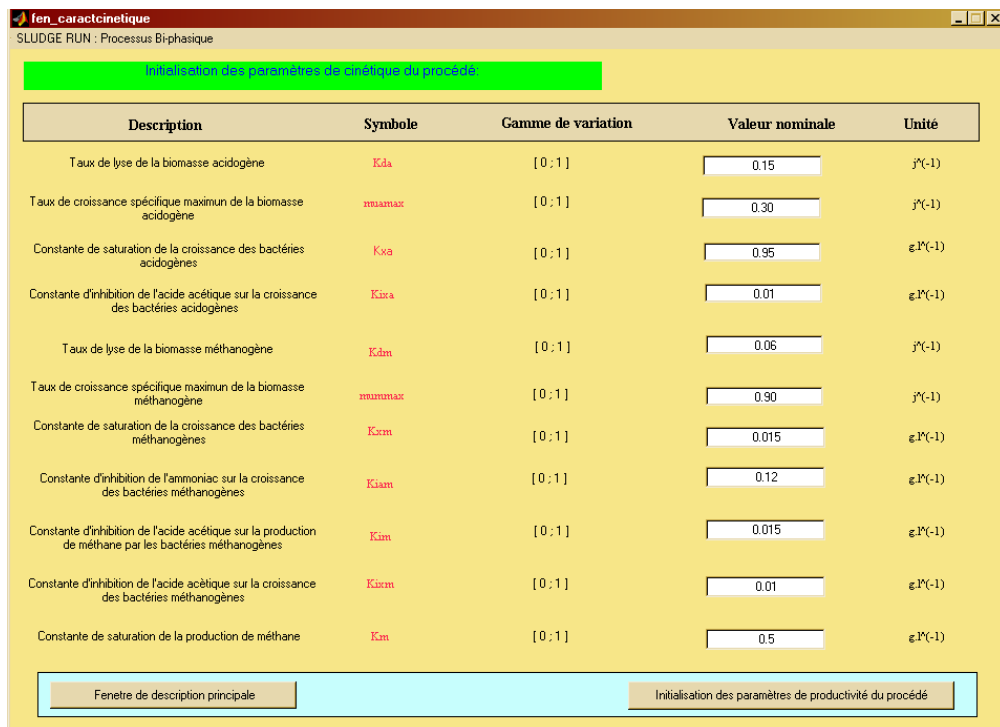 fen_caractcinetique
SLUDGE RUN : Processus Bi-phasique
Initialisation des paramètres de cinétique du procédé:
Description Symbole Gamme de variation Valeur nominale Unité
Taux de lyse de la biomasse acidogène Kda [ 0 ; 1 ] 0.15 j^(-1)
Taux de croissance spécifique maximun de la biomasse
acidogène muamax [ 0 ; 1 ] 0.30 j^(-1)
Constante de saturation de la croissance des bactéries
acidogènes Kxa [ 0 ; 1 ] 0.95 g.l^(-1)
Constante d'inhibition de l'acide acétique sur la croissance
des bactéries acidogènes Kixa [ 0 ; 1 ] 0.01 g.l^(-1)
Taux de lyse de la biomasse méthanogène Kdm [ 0 ; 1 ] 0.06 j^(-1)
Taux de croissance spécifique maximun de la biomasse
méthanogène mummax [ 0 ; 1 ] 0.90 j^(-1)
Constante de saturation de la croissance des bactéries
méthanogènes Kxm [ 0 ; 1 ] 0.015 g.l^(-1)
Constante d'inhibition de l'ammoniac sur la croissance
des bactéries méthanogènes Kiam [ 0 ; 1 ] 0.12 g.l^(-1)
Constante d'inhibition de l'acide acétique sur la production
de méthane par les bactéries méthanogènes Kim [ 0 ; 1 ] 0.015 g.l^(-1)
Constante d'inhibition de l'acide acètique sur la croissance
des bactéries méthanogènes Kixm [ 0 ; 1 ] 0.01 g.l^(-1)
Constante de saturation de la production de méthane Km [ 0 ; 1 ] 0.5 g.l^(-1)
Fenetre de description principale Initialisation des paramètres de productivité du procédé